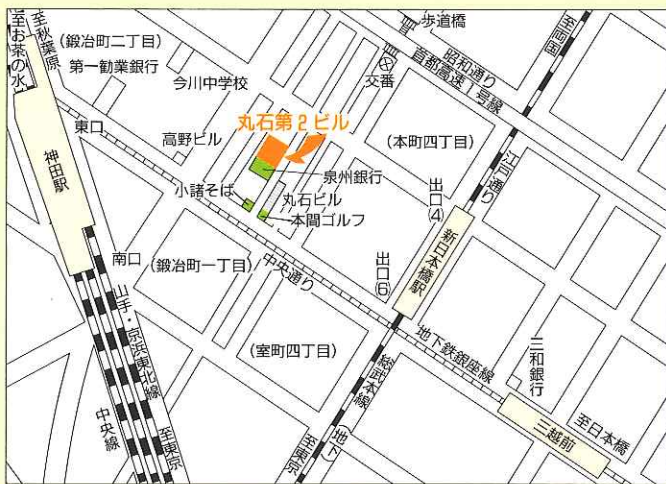 至お茶の水
至秋葉原
(鍛冶町二丁目)
第一勧業銀行
今川中学校
歩道橋
昭和通り
首都高速1号線
至両国
交番
東口
神田駅
高野ビル
丸石第2ビル
(本町四丁目)
江戸通り
泉州銀行
小諸そば
丸石ビル
本間ゴルフ
出口(4)
新日本橋駅
南口
(鍛冶町一丁目)
中央通り
出口(6)
山手・京浜東北線
(室町四丁目)
地下鉄銀座線
三和銀行
総武本線
(地下)
三越前
至日本橋
中央線
至東京
至東京